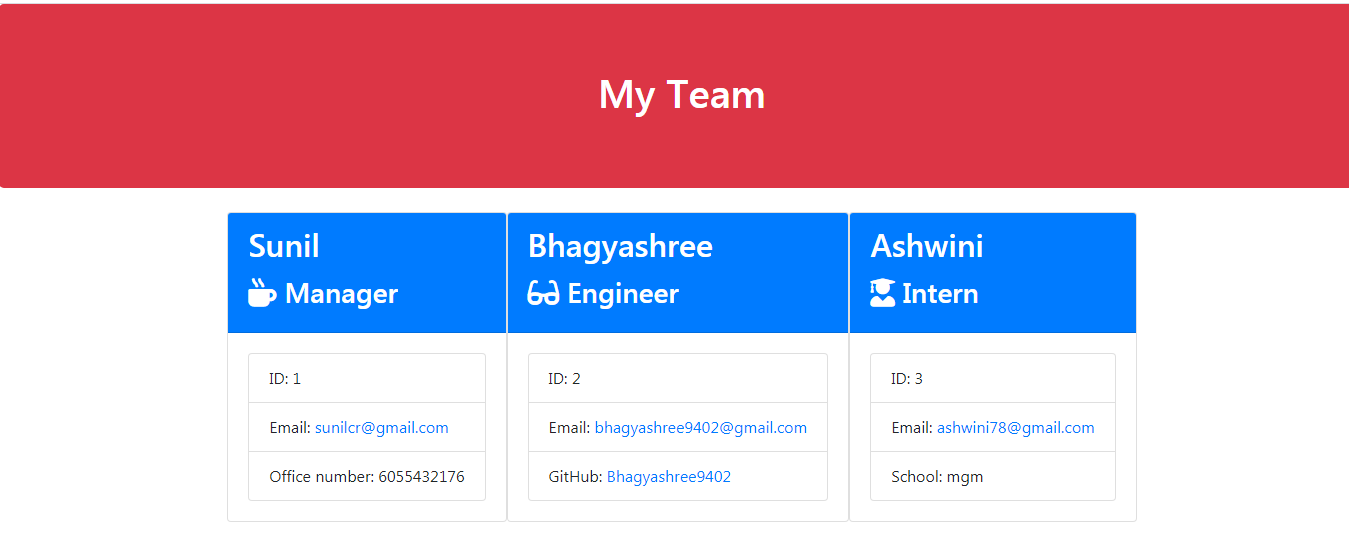 My Team
Sunil
Manager
ID: 1
Email: sunilcr@gmail.com
Office number: 6055432176
Bhagyashree
Engineer
ID: 2
Email: bhagyashree9402@gmail.com
GitHub: Bhagyashree9402
Ashwini
Intern
ID: 3
Email: ashwini78@gmail.com
School: mgm